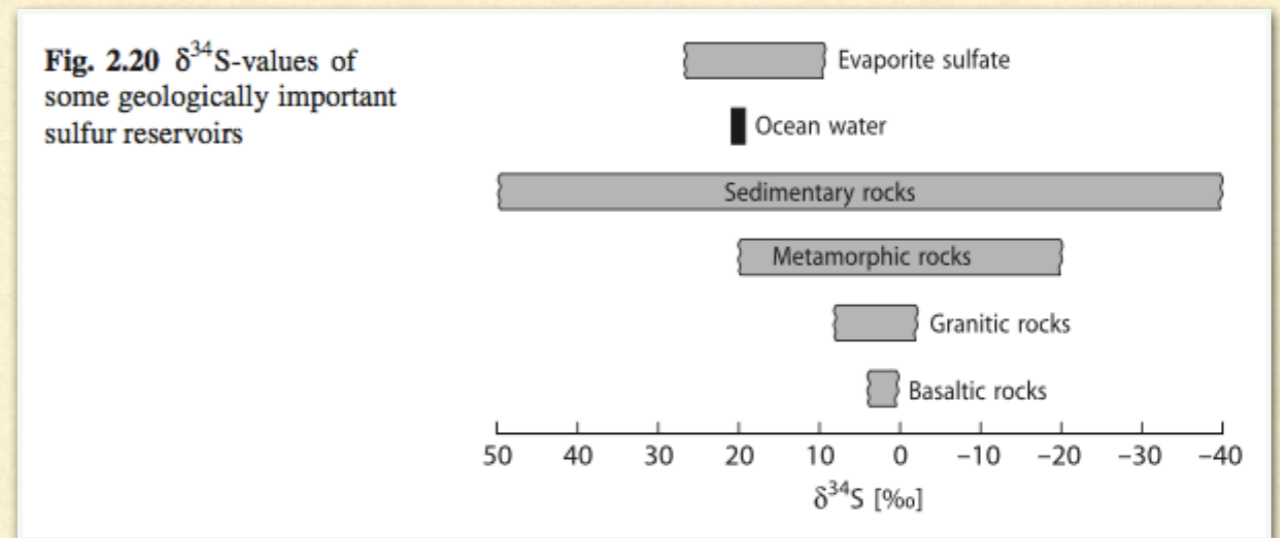 Fig. 2.20 δ³⁴S-values of
some geologically important
sulfur reservoirs
Evaporite sulfate
Ocean water
Sedimentary rocks
Metamorphic rocks
Granitic rocks
Basaltic rocks
50 40 30 20 10 0 –10 –20 –30 –40
δ³⁴S [‰]